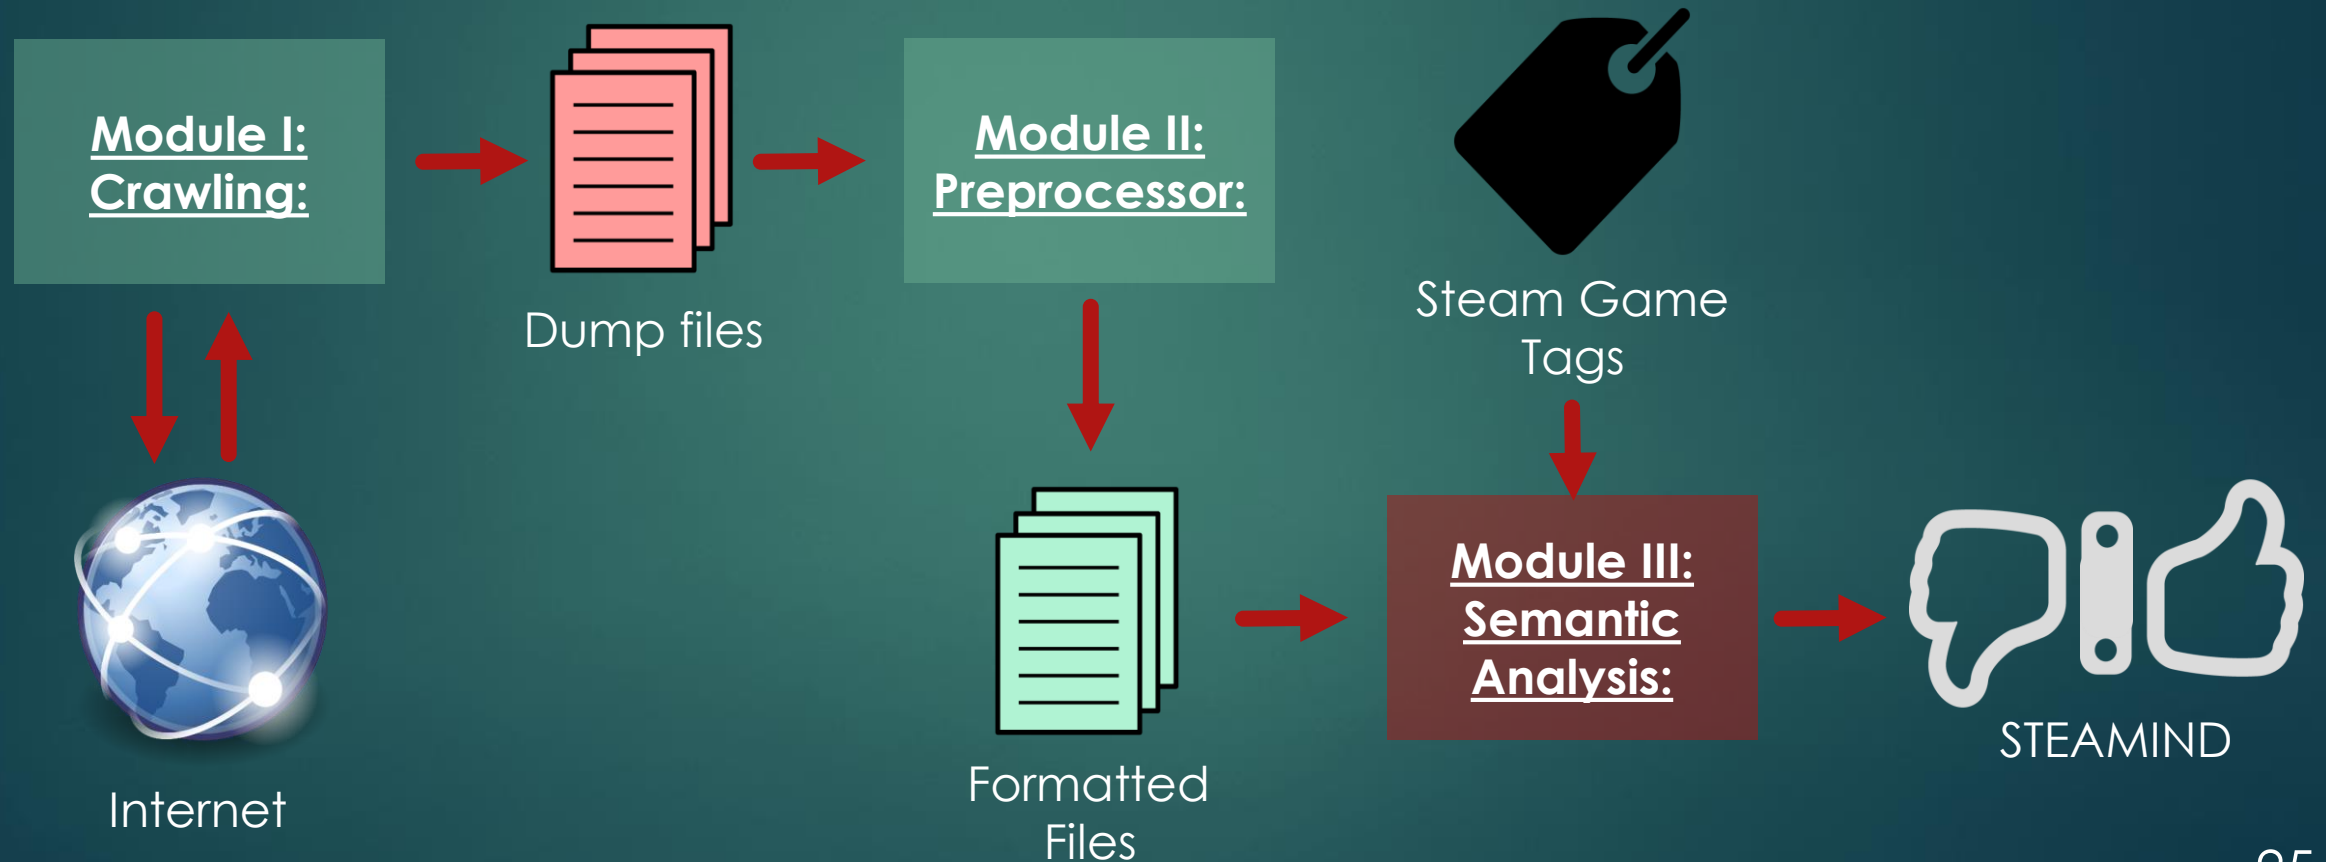 Module I:
Crawling:
Dump files
Module II:
Preprocessor:
Steam Game
Tags
Internet
Formatted
Files
Module III:
Semantic
Analysis:
STEAMIND